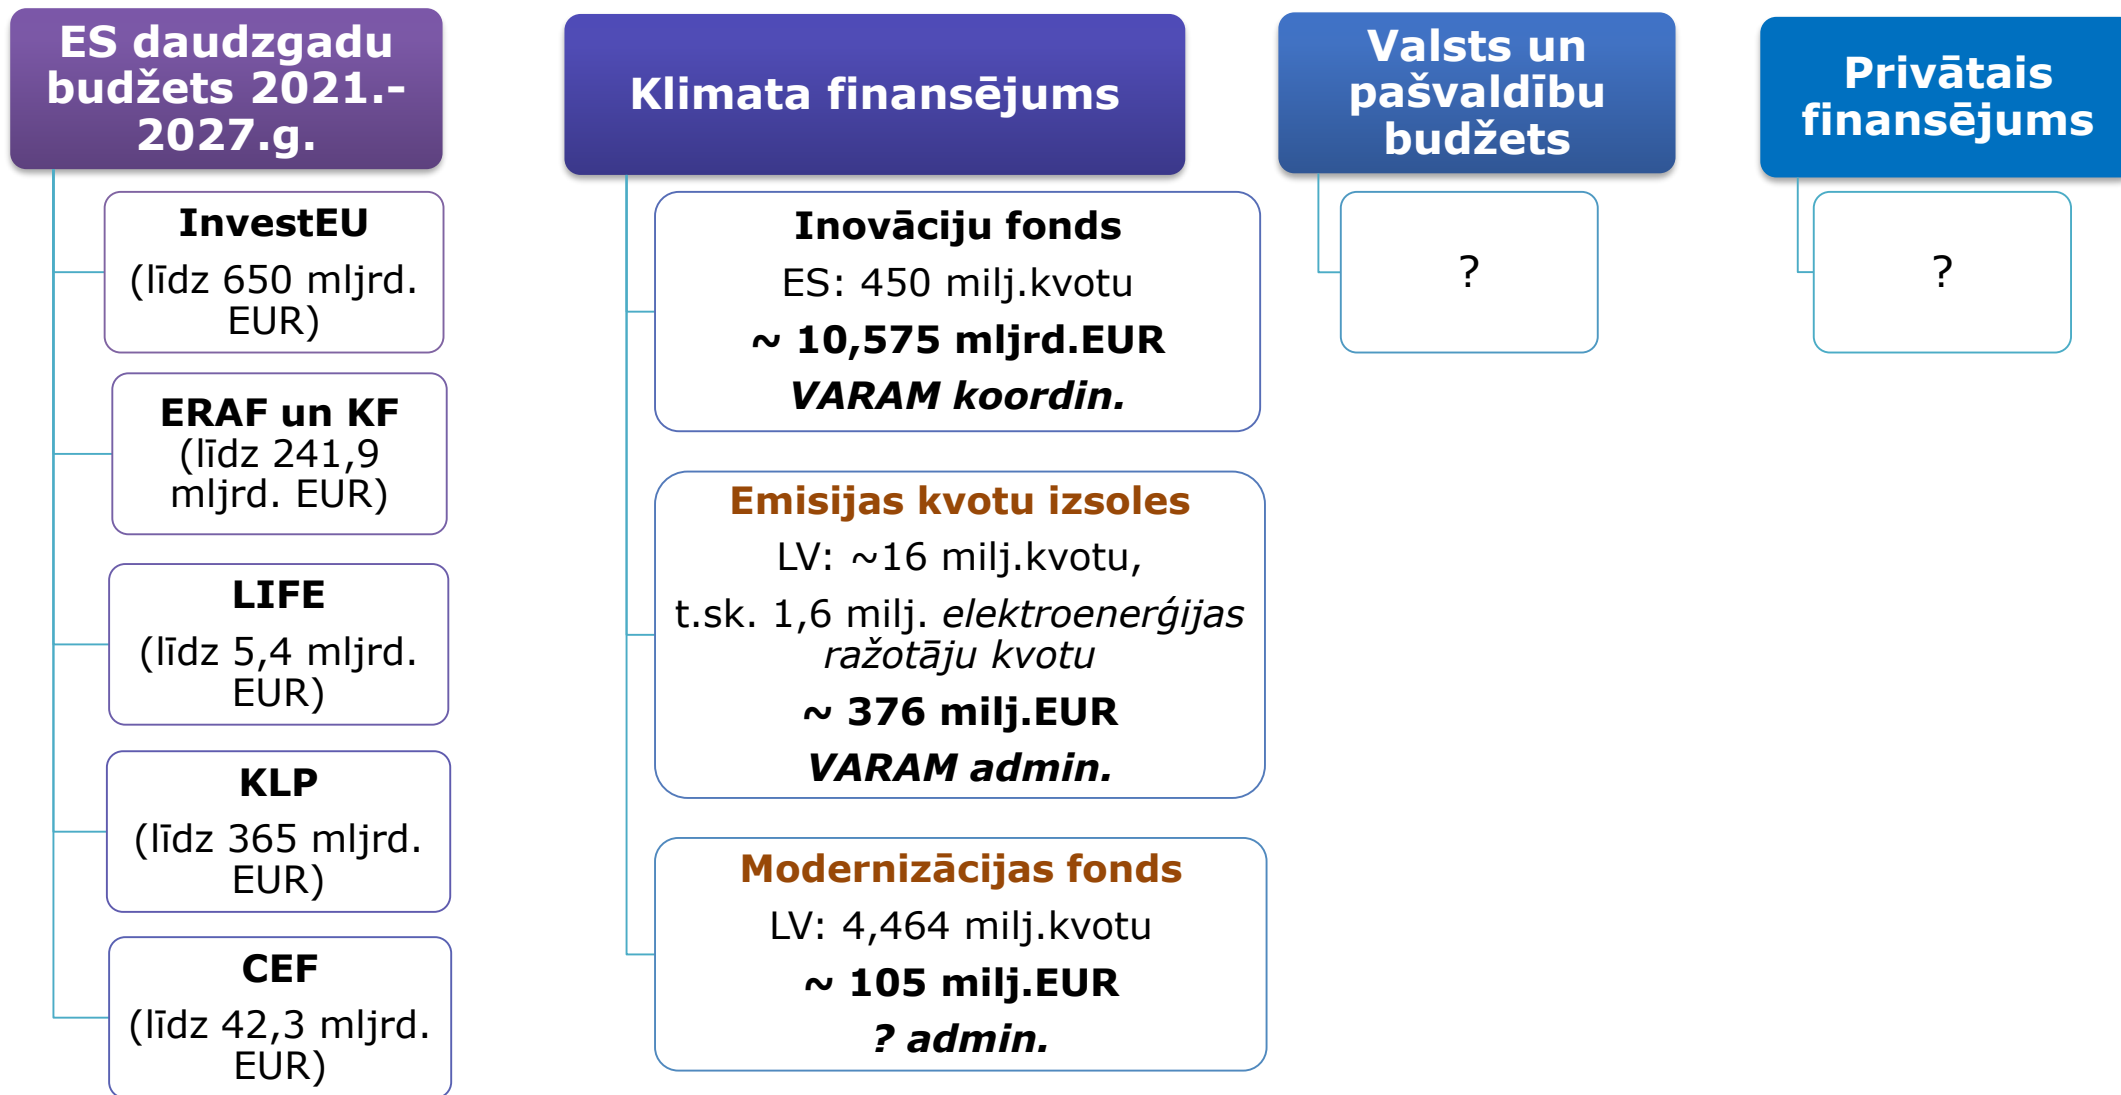 ES daudzgadu
budžets 2021.-
2027.g.
InvestEU
(līdz 650 mljrd.
EUR)
ERAF un KF
(līdz 241,9
mljrd. EUR)
LIFE
(līdz 5,4 mljrd.
EUR)
KLP
(līdz 365 mljrd.
EUR)
CEF
(līdz 42,3 mljrd.
EUR)
Klimata finansējums
Inovāciju fonds
ES: 450 milj.kvotu
~ 10,575 mljrd.EUR
VARAM koordin.
Emisijas kvotu izsoles
LV: ~16 milj.kvotu,
t.sk. 1,6 milj. elektroenerģijas
ražotāju kvotu
~ 376 milj.EUR
VARAM admin.
Modernizācijas fonds
LV: 4,464 milj.kvotu
~ 105 milj.EUR
? admin.
Valsts un
pašvaldību
budžets
?
Privātais
finansējums
?